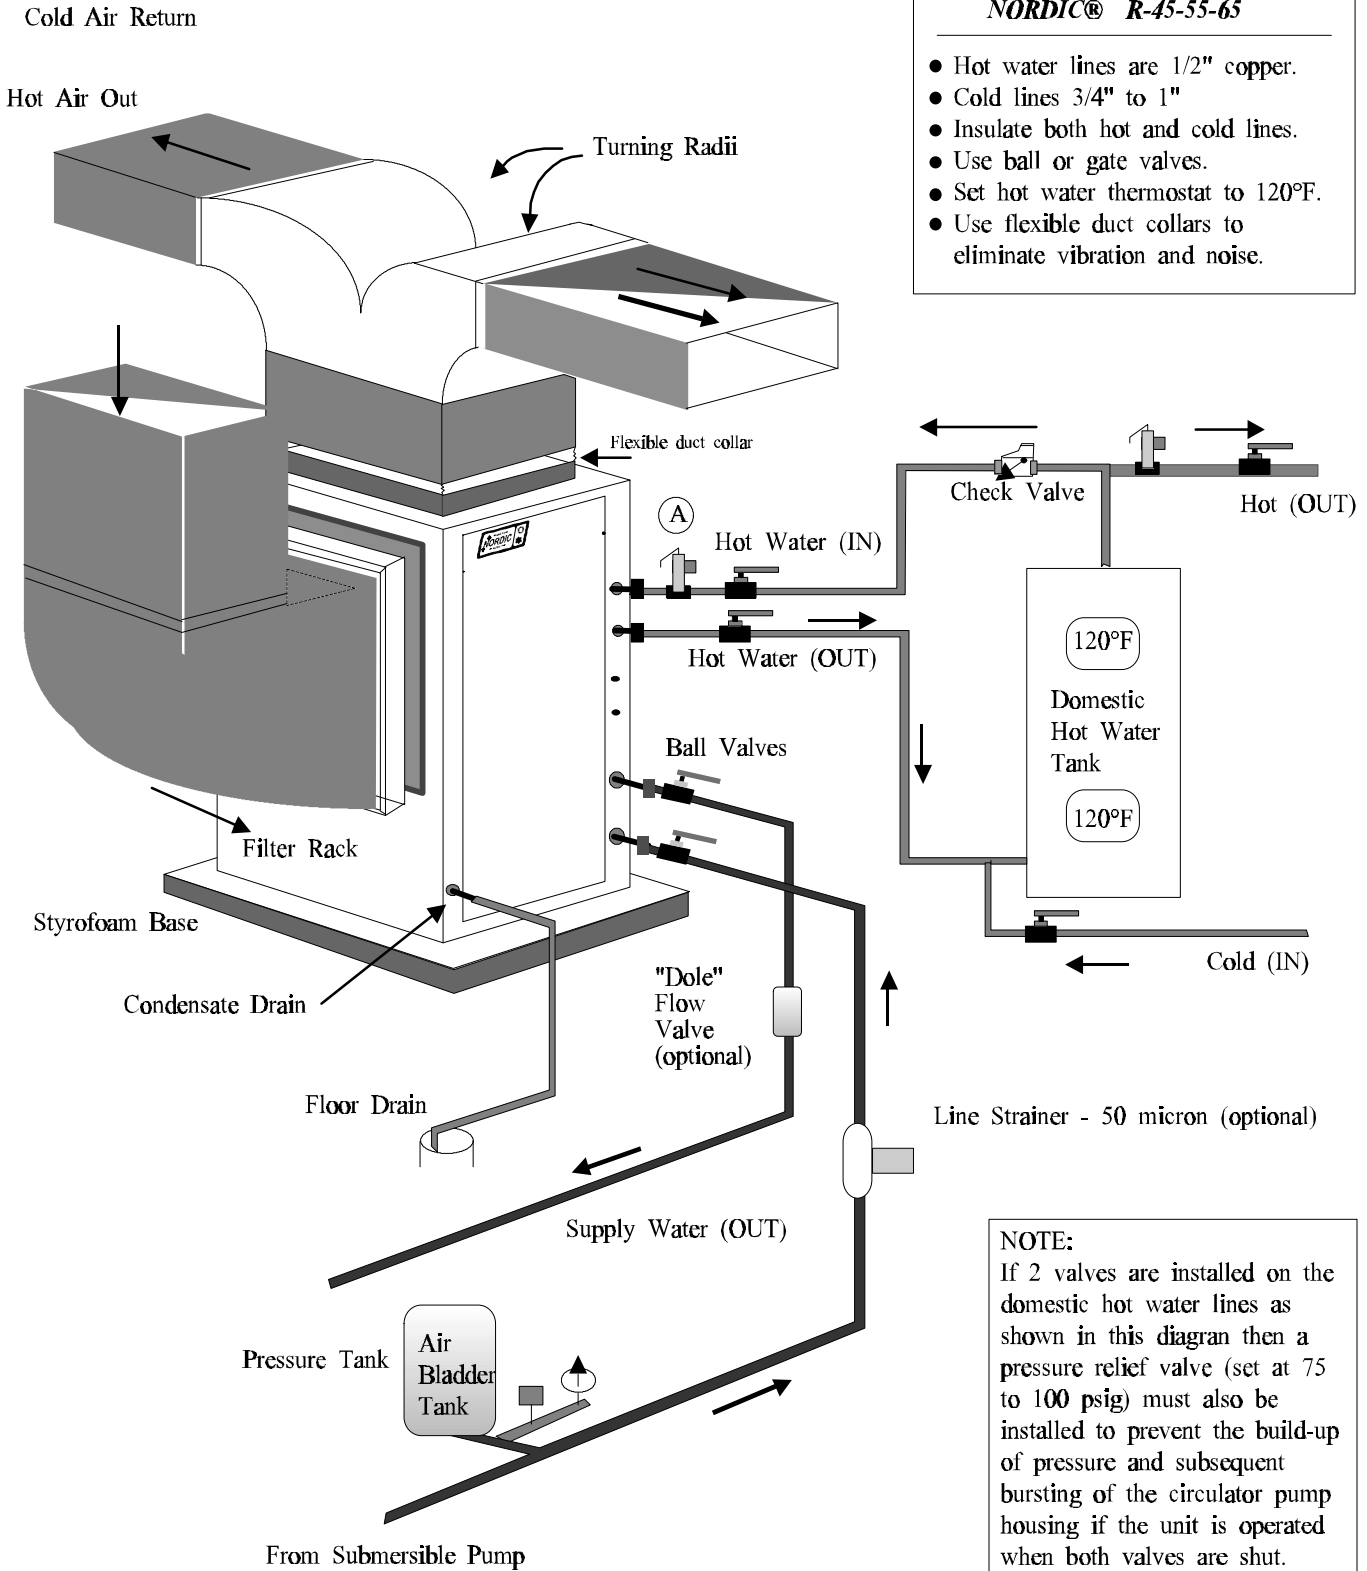 Cold Air Return
NORDIC® R-45-55-65
● Hot water lines are 1/2" copper.
● Cold lines 3/4" to 1"
● Insulate both hot and cold lines.
● Use ball or gate valves.
● Set hot water thermostat to 120°F.
● Use flexible duct collars to
eliminate vibration and noise.
Hot Air Out
Turning Radii
Flexible duct collar
Check Valve
Hot (OUT)
A
NORDIC
Hot Water (IN)
Hot Water (OUT)
120°F
Domestic
Hot Water
Tank
120°F
Ball Valves
Filter Rack
Styrofoam Base
Cold (IN)
Condensate Drain
"Dole"
Flow
Valve
(optional)
Floor Drain
Line Strainer - 50 micron (optional)
Supply Water (OUT)
Pressure Tank
Air
Bladder
Tank
From Submersible Pump
NOTE:
If 2 valves are installed on the
domestic hot water lines as
shown in this diagran then a
pressure relief valve (set at 75
to 100 psig) must also be
installed to prevent the build-up
of pressure and subsequent
bursting of the circulator pump
housing if the unit is operated
when both valves are shut.